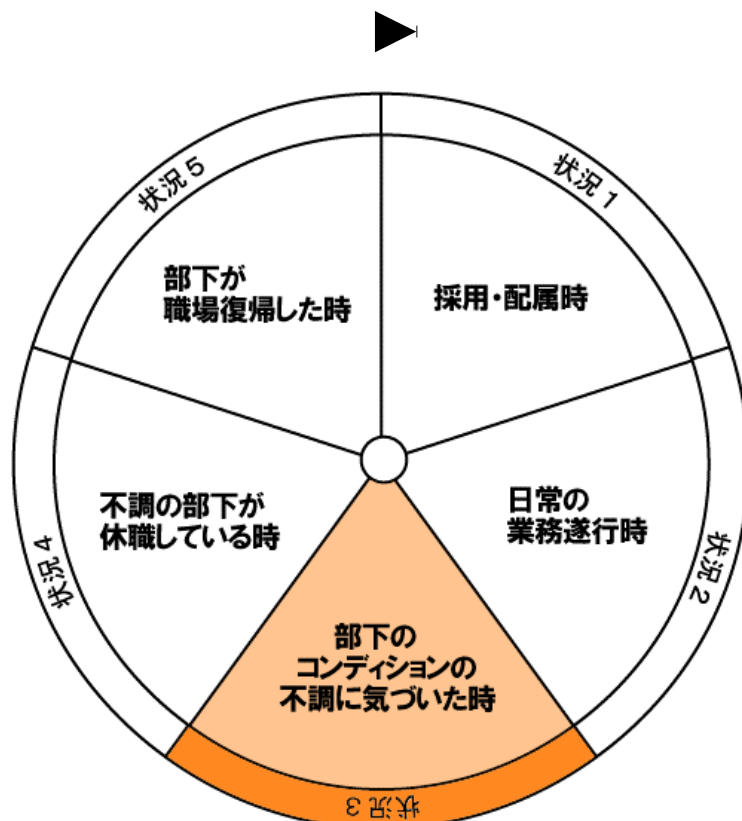 状況1
採用・配属時
状況2
日常の
業務遂行時
状況3
部下の
コンディションの
不調に気づいた時
状況4
不調の部下が
休職している時
状況5
部下が
職場復帰した時